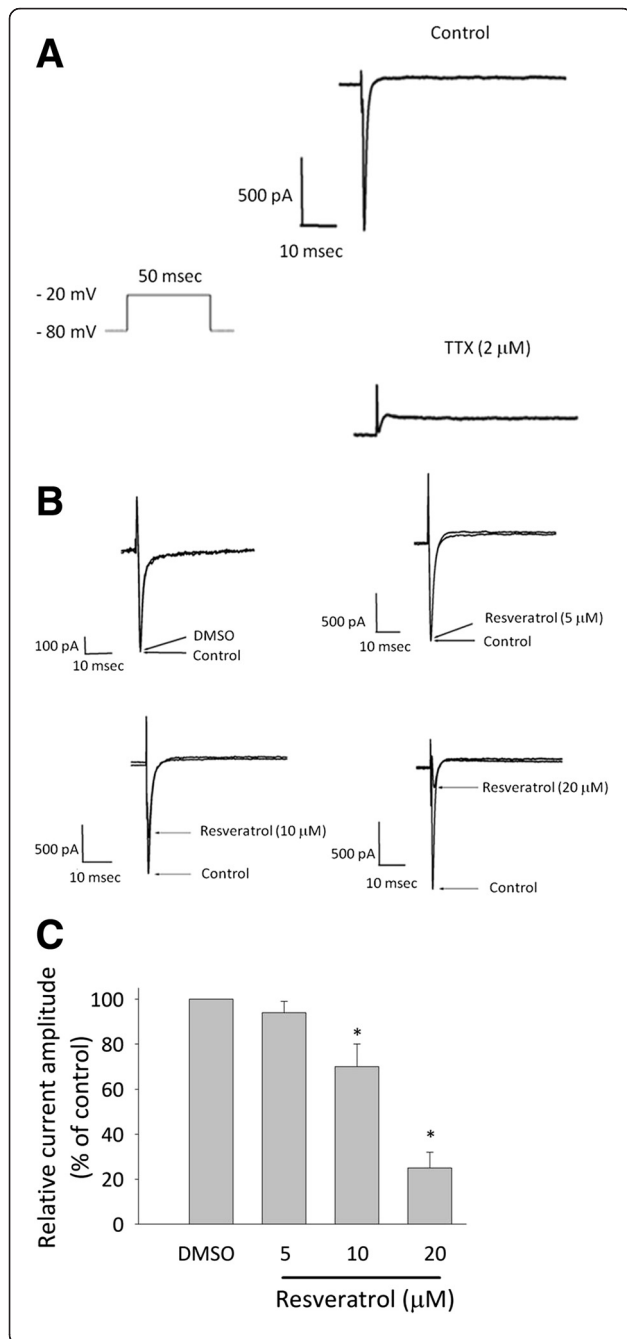 A
Control
500 pA
10 msec
50 msec
- 20 mV
- 80 mV
TTX (2 μM)
B
DMSO
Control
100 pA
10 msec
Resveratrol (5 μM)
Control
500 pA
10 msec
Resveratrol (10 μM)
500 pA
Control
10 msec
Resveratrol (20 μM)
500 pA
10 msec
Control
C
Relative current amplitude
(% of control)
100
80
60
40
20
0
*
*
DMSO 5 10 20
Resveratrol (μM)